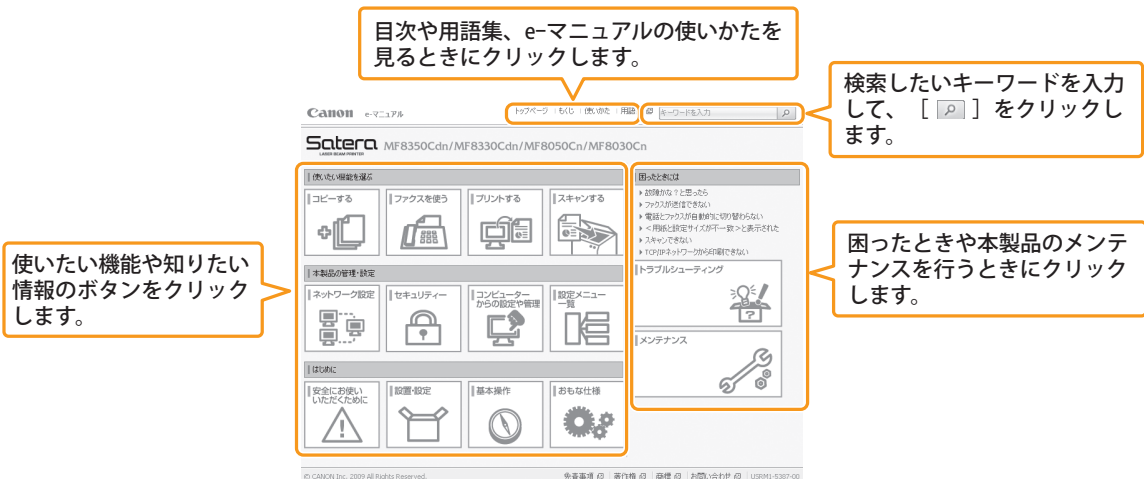 目次や用語集、e-マニュアルの使いかたを
見るときにクリックします。
検索したいキーワードを入力
して、［ ］をクリックし
ます。
Canon e-マニュアル
トップページ もくじ 使いかた 用語
キーワードを入力
Satera
LASER BEAM PRINTER
MF8350Cdn/MF8330Cdn/MF8050Cn/MF8030Cn
使いたい機能や知りたい
情報のボタンをクリック
します。
使いたい機能を選ぶ
コピーする
ファクスを使う
プリントする
スキャンする
本製品の管理・設定
ネットワーク設定
セキュリティー
コンピューター
からの設定や管理
設定メニュー
一覧
はじめに
安全にお使い
いただくために
設置・設定
基本操作
おもな仕様
困ったときには
故障かな？と思ったら
ファクスが送信できない
電話とファクスが自動的に切り替わらない
＜用紙と設定サイズが不一致＞と表示された
スキャンできない
TCP/IPネットワークから印刷できない
トラブルシューティング
メンテナンス
困ったときや本製品のメンテ
ナンスを行うときにクリック
します。
© CANON Inc. 2009 All Rights Reserved.
免責事項 著作権 商標 お問い合わせ USRM1-5387-00